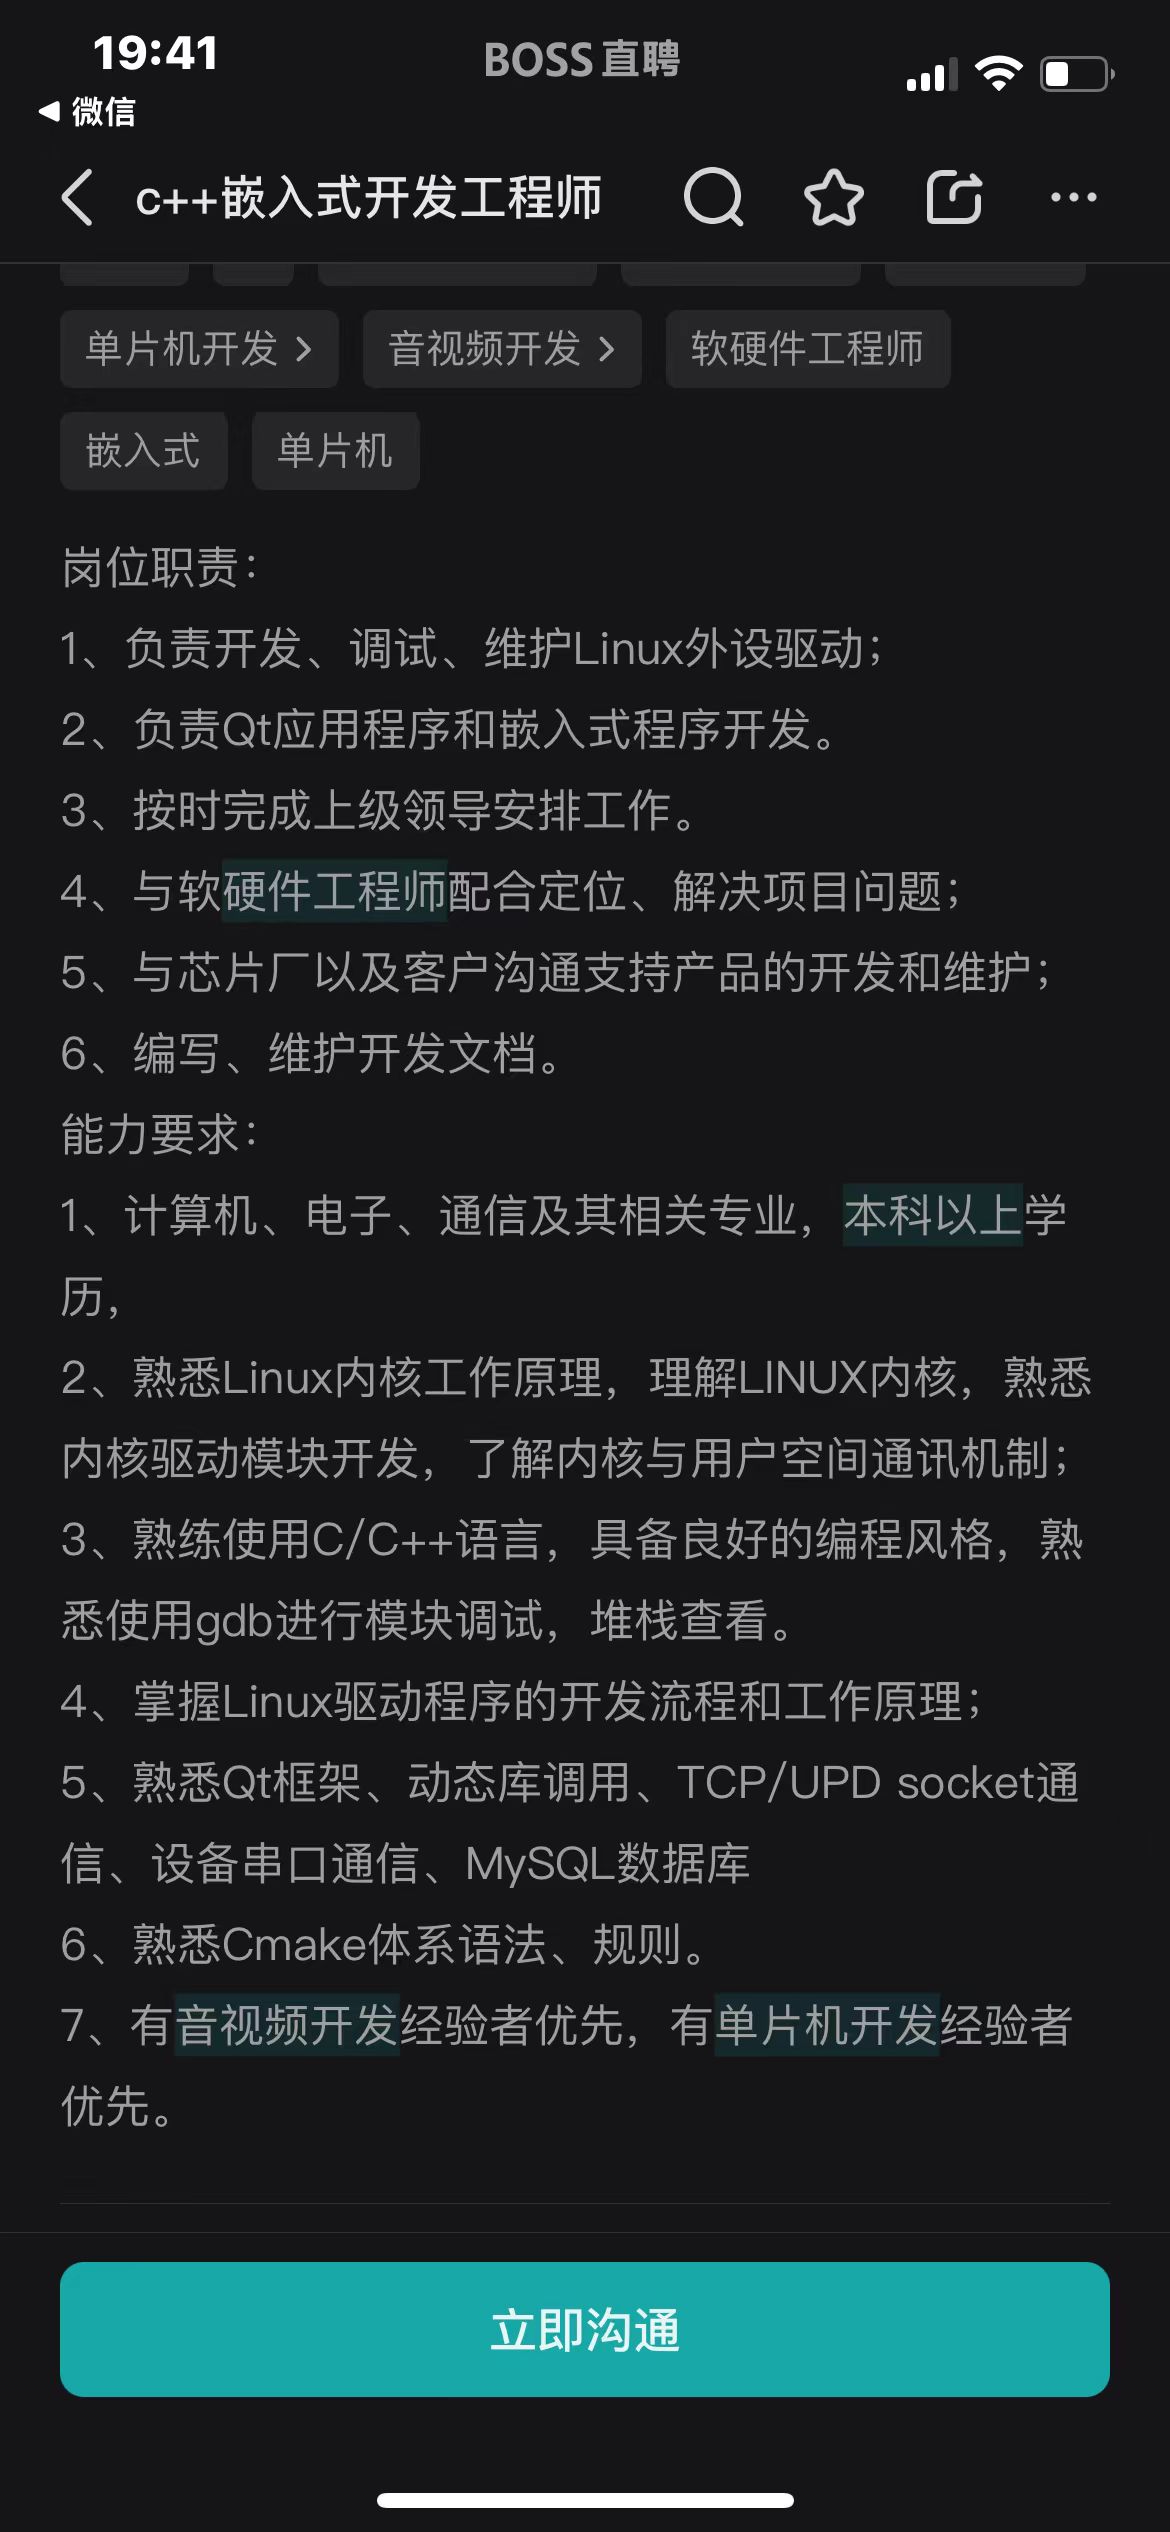 19:41
BOSS直聘
微信
c++嵌入式开发工程师
单片机开发 音视频开发 软硬件工程师
嵌入式 单片机
岗位职责：
1、负责开发、调试、维护Linux外设驱动；
2、负责Qt应用程序和嵌入式程序开发。
3、按时完成上级领导安排工作。
4、与软硬件工程师配合定位、解决项目问题；
5、与芯片厂以及客户沟通支持产品的开发和维护；
6、编写、维护开发文档。
能力要求：
1、计算机、电子、通信及其相关专业，本科以上学
历，
2、熟悉Linux内核工作原理，理解LINUX内核，熟悉
内核驱动模块开发，了解内核与用户空间通讯机制；
3、熟练使用C/C++语言，具备良好的编程风格，熟
悉使用gdb进行模块调试，堆栈查看。
4、掌握Linux驱动程序的开发流程和工作原理；
5、熟悉Qt框架、动态库调用、TCP/UPD socket通
信、设备串口通信、MySQL数据库
6、熟悉Cmake体系语法、规则。
7、有音视频开发经验者优先，有单片机开发经验者
优先。
立即沟通